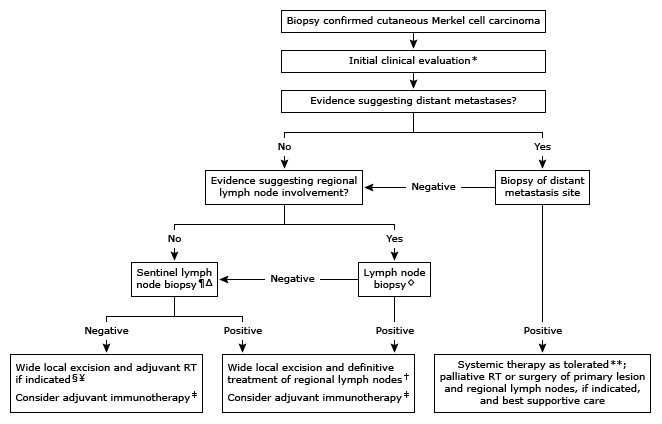 Biopsy confirmed cutaneous Merkel cell carcinoma
Initial clinical evaluation*
Evidence suggesting distant metastases?
No
Yes
Evidence suggesting regional
lymph node involvement?
Negative
Biopsy of distant
metastasis site
No
Yes
Sentinel lymph
node biopsy¶Δ
Negative
Lymph node
biopsy◇
Negative
Positive
Positive
Positive
Wide local excision and adjuvant RT
if indicated§¥
Consider adjuvant immunotherapy‡
Wide local excision and definitive
treatment of regional lymph nodes†
Consider adjuvant immunotherapy‡
Systemic therapy as tolerated**;
palliative RT or surgery of primary lesion
and regional lymph nodes, if indicated,
and best supportive care